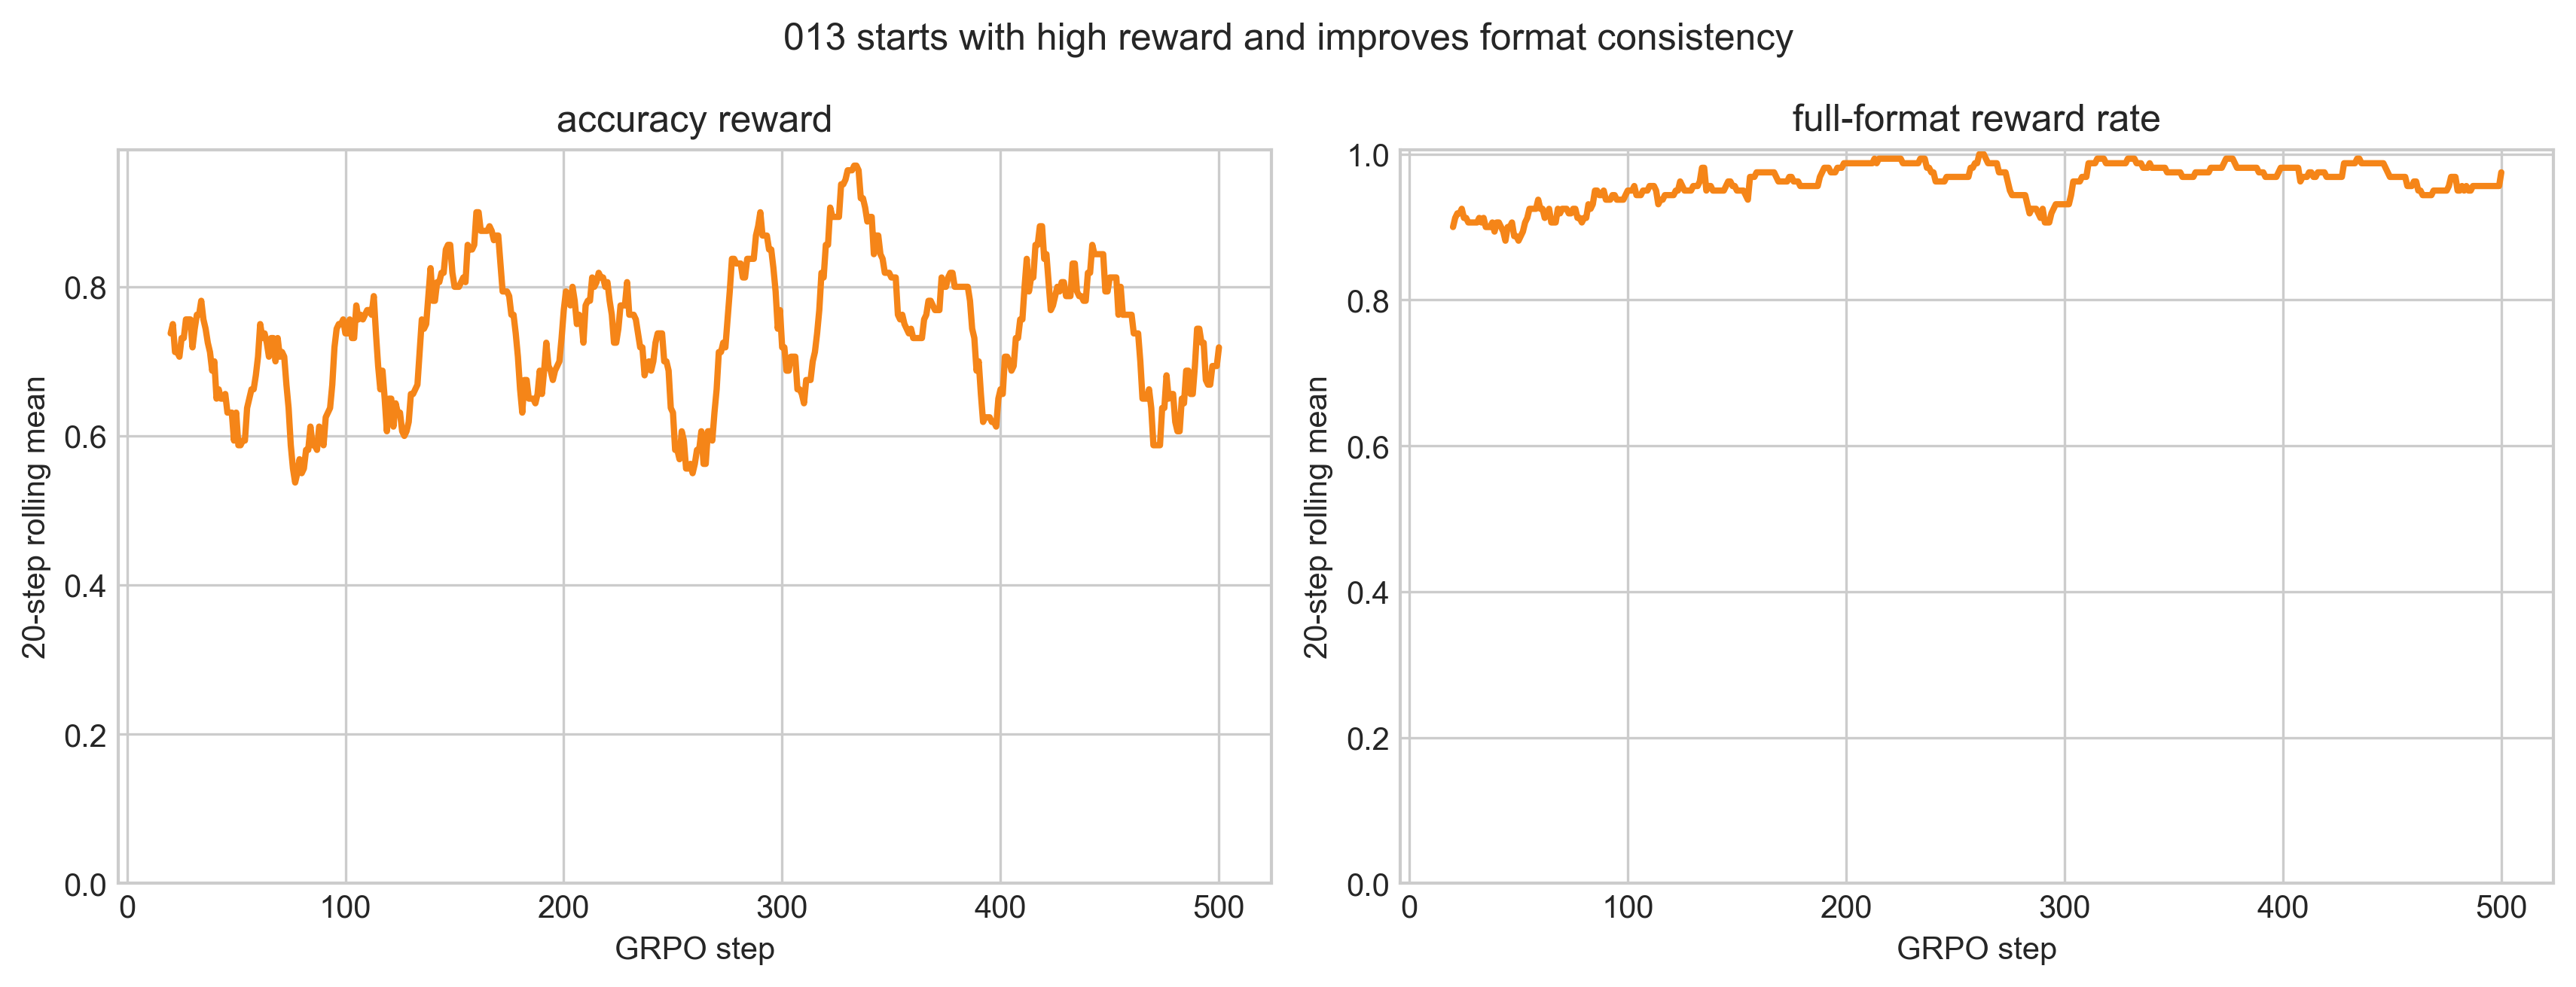 013 starts with high reward and improves format consistency
accuracy reward
20-step rolling mean
0.8
0.6
0.4
0.2
0.0
0 100 200 300 400 500
GRPO step
full-format reward rate
20-step rolling mean
1.0
0.8
0.6
0.4
0.2
0.0
0 100 200 300 400 500
GRPO step